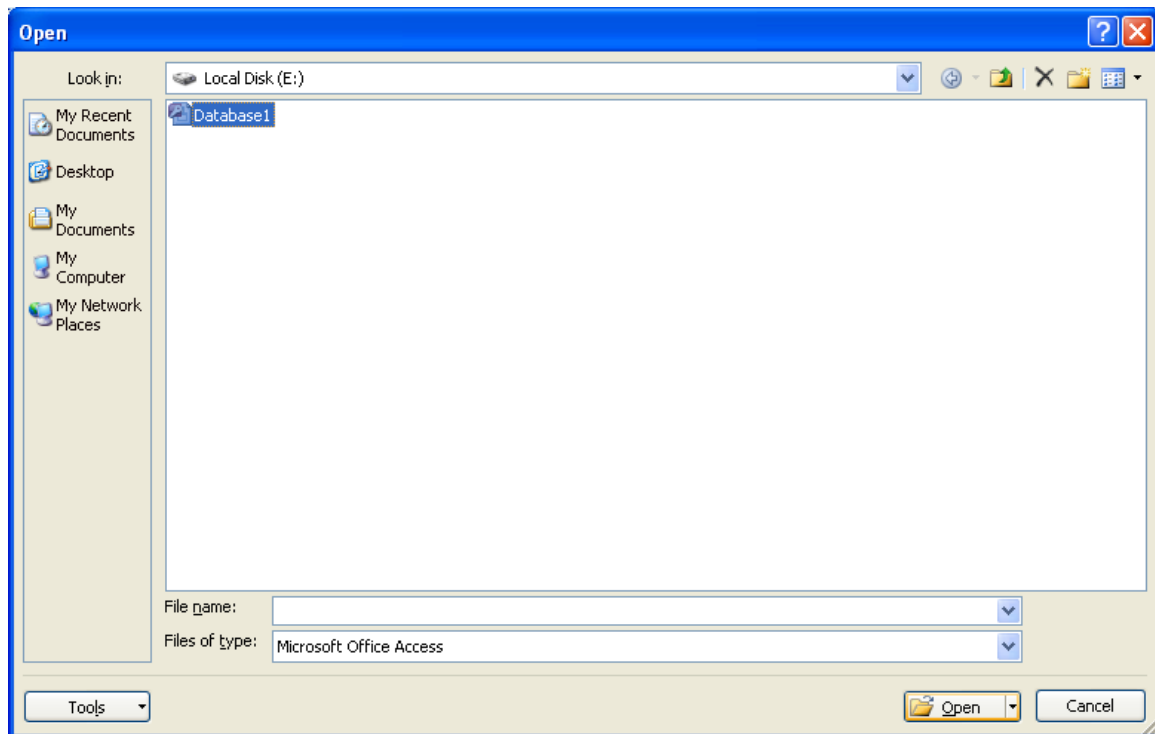 Open
Look in:
Local Disk (E:)
My Recent
Documents
Desktop
My
Documents
My
Computer
My Network
Places
Database1
File name:
Files of type:
Microsoft Office Access
Tools
Open
Cancel